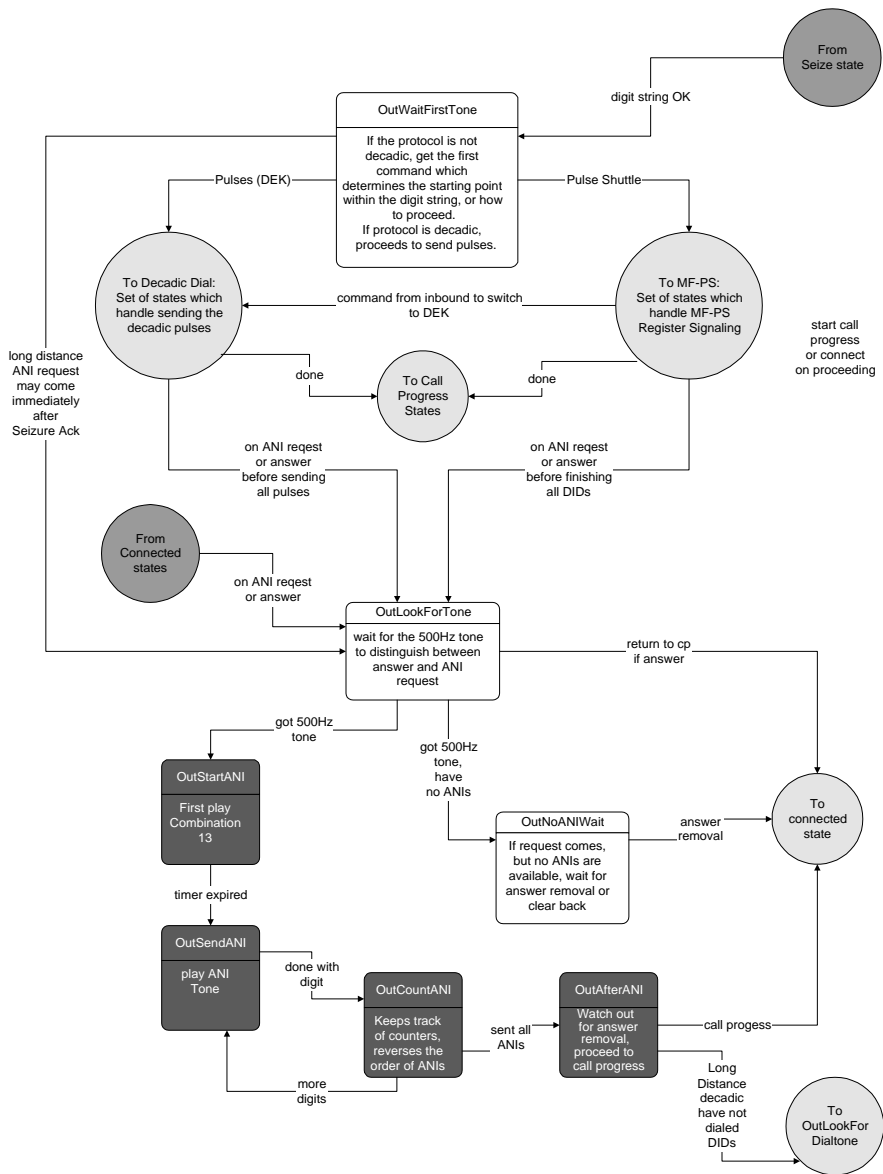 From
Seize state
digit string OK
OutWaitFirstTone
If the protocol is not
decadic, get the first
command which
determines the starting point
within the digit string, or how
to proceed.
If protocol is decadic,
proceeds to send pulses.
Pulses (DEK)
Pulse Shuttle
To Decadic Dial:
Set of states which
handle sending the
decadic pulses
command from inbound to switch
to DEK
To MF-PS:
Set of states which
handle MF-PS
Register Signaling
start call
progress
or connect
on proceeding
long distance
ANI request
may come
immediately
after
Seizure Ack
done
To Call
Progress
States
done
on ANI reqest
or answer
before sending
all pulses
on ANI reqest
or answer
before finishing
all DIDs
From
Connected
states
on ANI reqest
or answer
OutLookForTone
wait for the 500Hz tone
to distinguish between
answer and ANI
request
return to cp
if answer
got 500Hz
tone
got 500Hz
tone,
have
no ANIs
OutStartANI
First play
Combination
13
OutNoANIWait
If request comes,
but no ANIs are
available, wait for
answer removal or
clear back
answer
removal
To
connected
state
timer expired
OutSendANI
play ANI
Tone
done with
digit
OutCountANI
Keeps track
of counters,
reverses the
order of ANIs
sent all
ANIs
OutAfterANI
Watch out
for answer
removal,
proceed to
call progress
call progess
more
digits
Long
Distance
decadic
have not
dialed
DIDs
To
OutLookFor
Dialtone